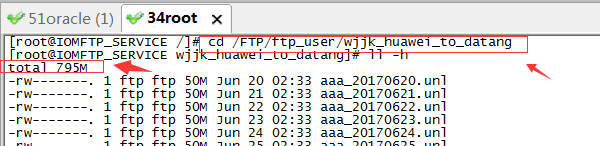 51oracle (1)
34root
[root@IOMFTP_SERVICE /]# cd /FTP/ftp_user/wjjk_huawei_to_datang
[root@IOMFTP_SERVICE wjjk_huawei_to_datang]# ll -h
total 795M
-rw-------. 1 ftp ftp 50M Jun 20 02:33 aaa_20170620.unl
-rw-------. 1 ftp ftp 50M Jun 21 02:33 aaa_20170621.unl
-rw-------. 1 ftp ftp 50M Jun 22 02:33 aaa_20170622.unl
-rw-------. 1 ftp ftp 50M Jun 23 02:33 aaa_20170623.unl
-rw-------. 1 ftp ftp 50M Jun 24 02:33 aaa_20170624.unl
-rw-------. 1 ftp ftp 50M Jun 25 02:33 aaa_20170625.unl